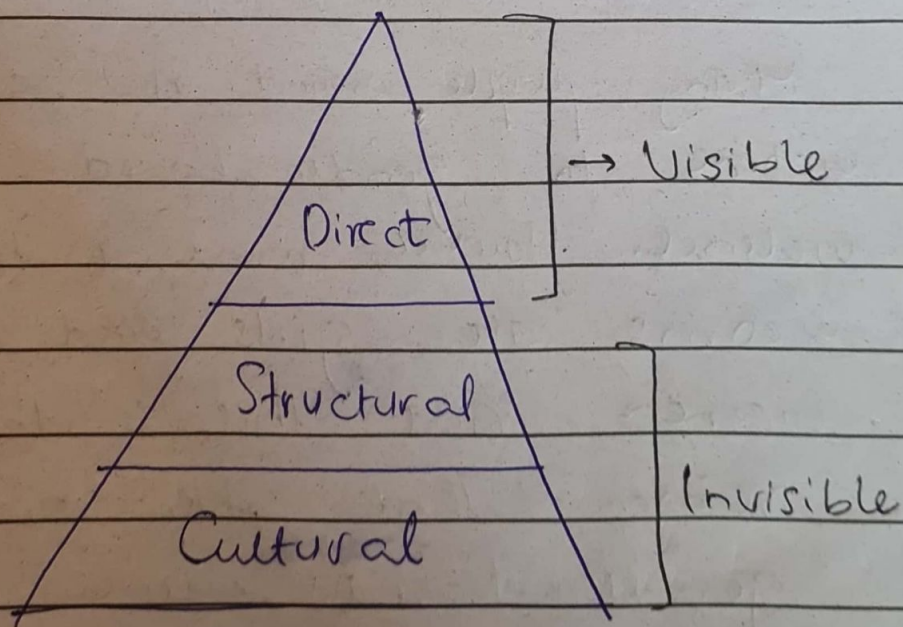 → Visible
Direct
Structural
Invisible
Cultural